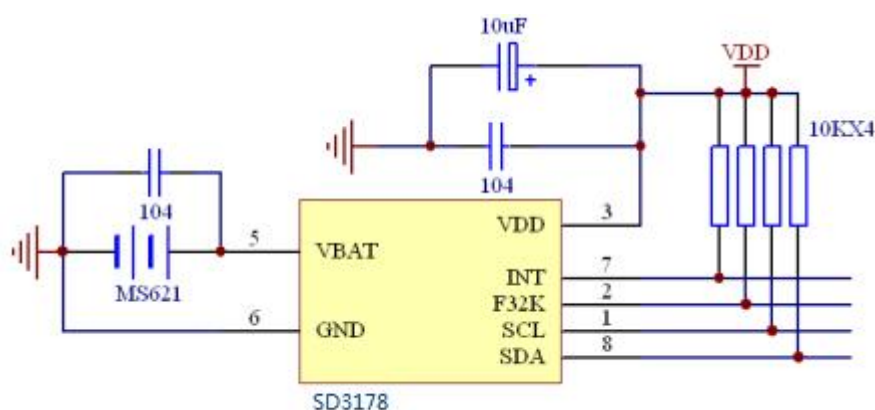 10uF
+
VDD
10KX4
104
104
MS621
VDD
3
5
VBAT
INT
7
F32K
2
6
GND
SCL
1
SDA
8
SD3178